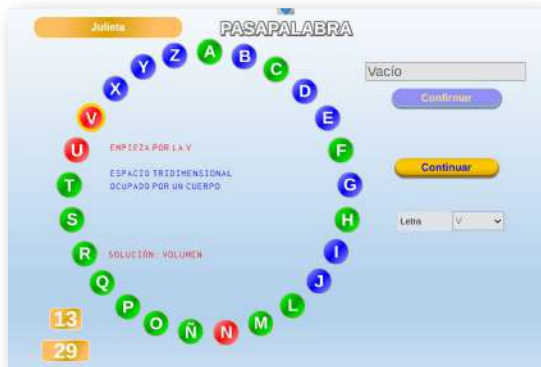 Julieta
PASAPALABRA
A
B
C
D
E
F
G
H
I
J
L
M
N
Ñ
O
P
Q
R
S
T
U
V
X
Y
Z
EMPIEZA POR LA V
ESPACIO TRIDIMENSIONAL
OCUPADO POR UN CUERPO
SOLUCIÓN: VOLUMEN
Vacío
Confirmar
Continuar
Letra
V
13
29